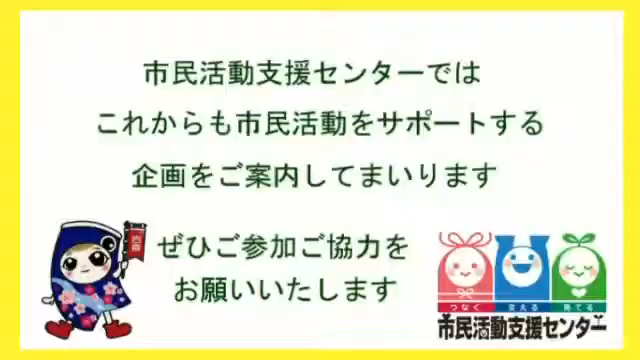 市民活動支援センターでは
これからも市民活動をサポートする
企画をご案内してまいります
ぜひご参加ご協力を
お願いいたします
つなぐ 支える 育てる
市民活動支援センター